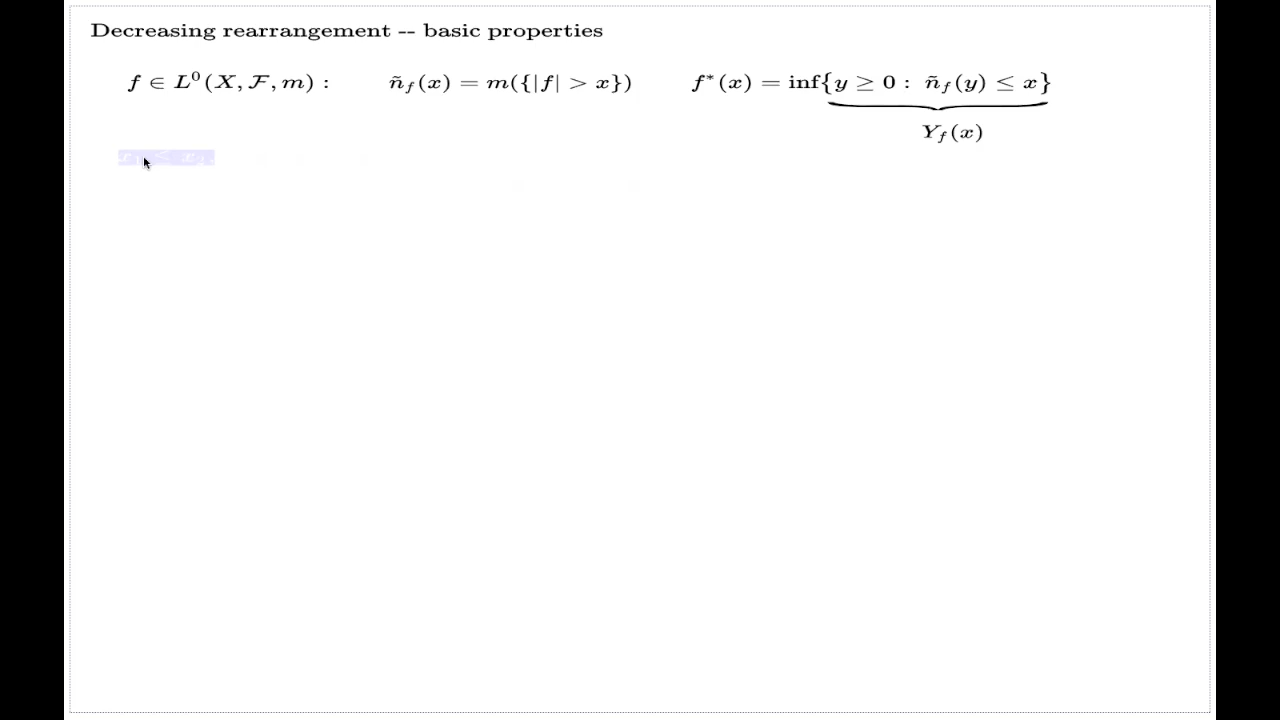 Decreasing rearrangement -- basic properties
f ∈ L⁰(X, ℱ, m) : ñ_f(x) = m({|f| > x}) f*(x) = inf{y ≥ 0 : ñ_f(y) ≤ x}
Y_f(x)